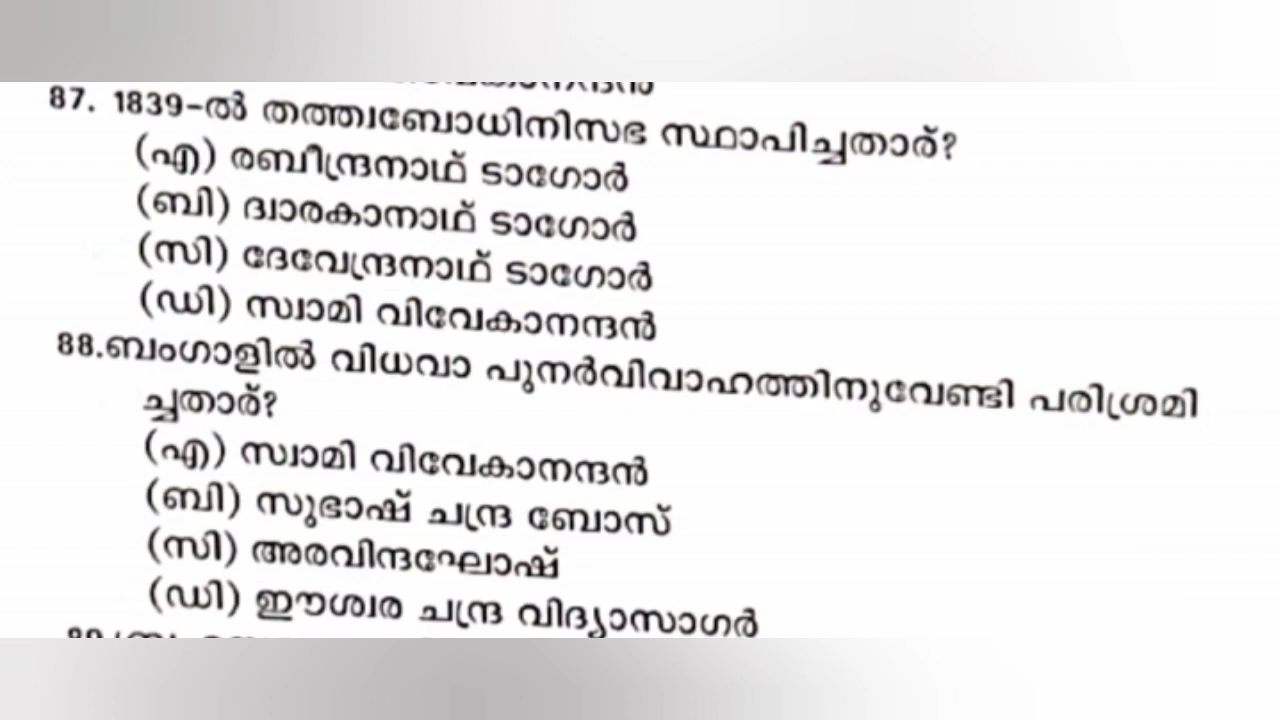 87. 1839-ൽ തത്ത്വബോധിനിസഭ സ്ഥാപിച്ചതാര്?
(എ) രബീന്ദ്രനാഥ് ടാഗോർ
(ബി) ദ്വാരകാനാഥ് ടാഗോർ
(സി) ദേവേന്ദ്രനാഥ് ടാഗോർ
(ഡി) സ്വാമി വിവേകാനന്ദൻ
88.ബംഗാളിൽ വിധവാ പുനർവിവാഹത്തിനുവേണ്ടി പരിശ്രമി
ച്ചതാര്?
(എ) സ്വാമി വിവേകാനന്ദൻ
(ബി) സുഭാഷ് ചന്ദ്ര ബോസ്
(സി) അരവിന്ദഘോഷ്
(ഡി) ഈശ്വര ചന്ദ്ര വിദ്യാസാഗർ